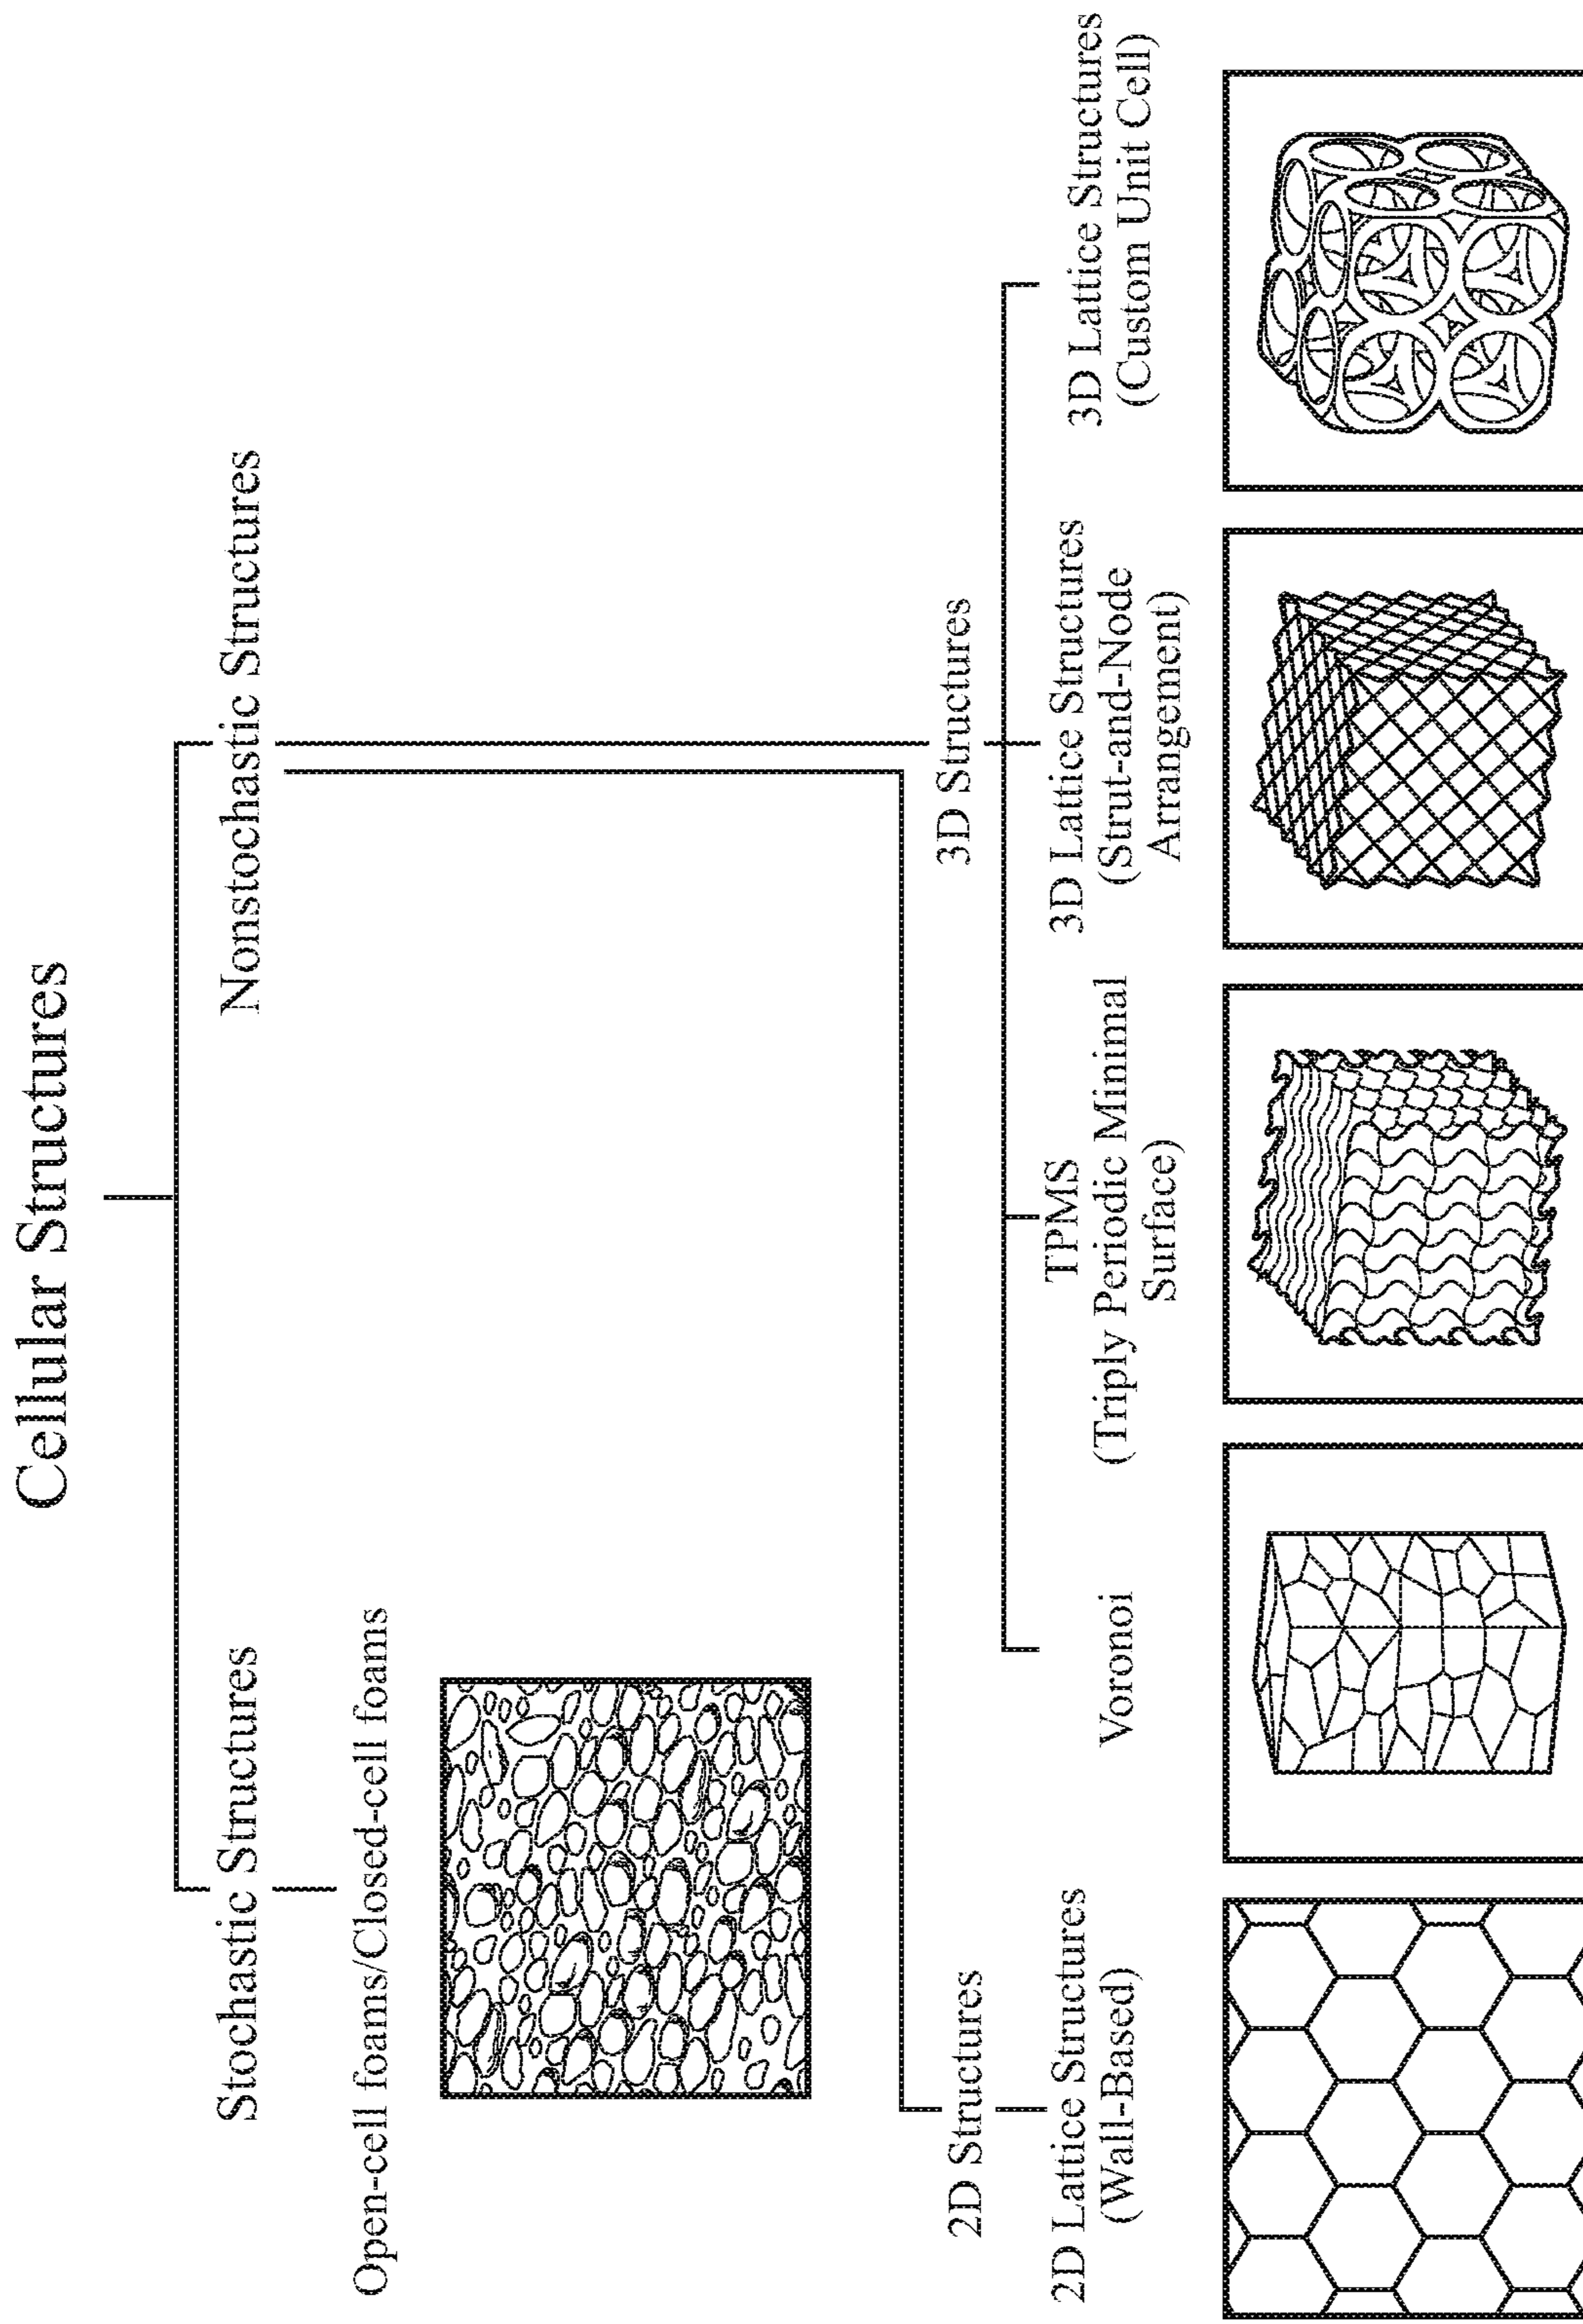 Cellular Structures
Stochastic Structures
Nonstochastic Structures
Open-cell foams/Closed-cell foams
2D Structures
3D Structures
2D Lattice Structures
(Wall-Based)
Voronoi
TPMS
(Triply Periodic Minimal
Surface)
3D Lattice Structures
(Strut-and-Node
Arrangement)
3D Lattice Structures
(Custom Unit Cell)